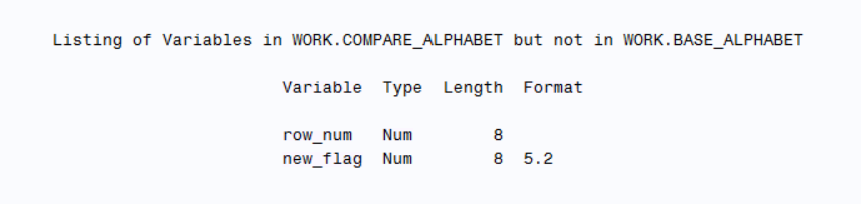 Listing of Variables in WORK.COMPARE_ALPHABET but not in WORK.BASE_ALPHABET
Variable Type Length Format
row_num Num 8
new_flag Num 8 5.2